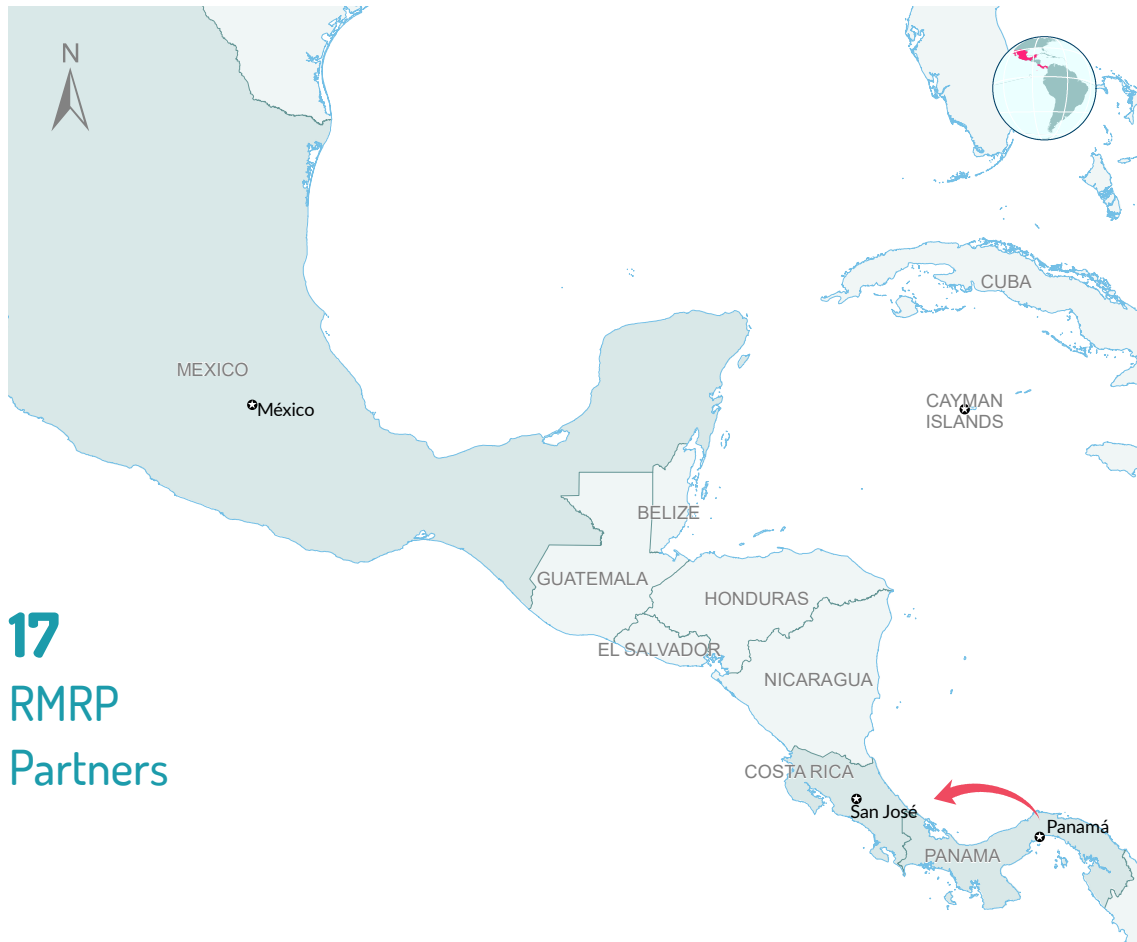 N
CUBA
MEXICO
México
CAYMAN
ISLANDS
BELIZE
GUATEMALA
HONDURAS
17
RMRP
Partners
EL SALVADOR
NICARAGUA
COSTA RICA
San José
Panamá
PANAMA